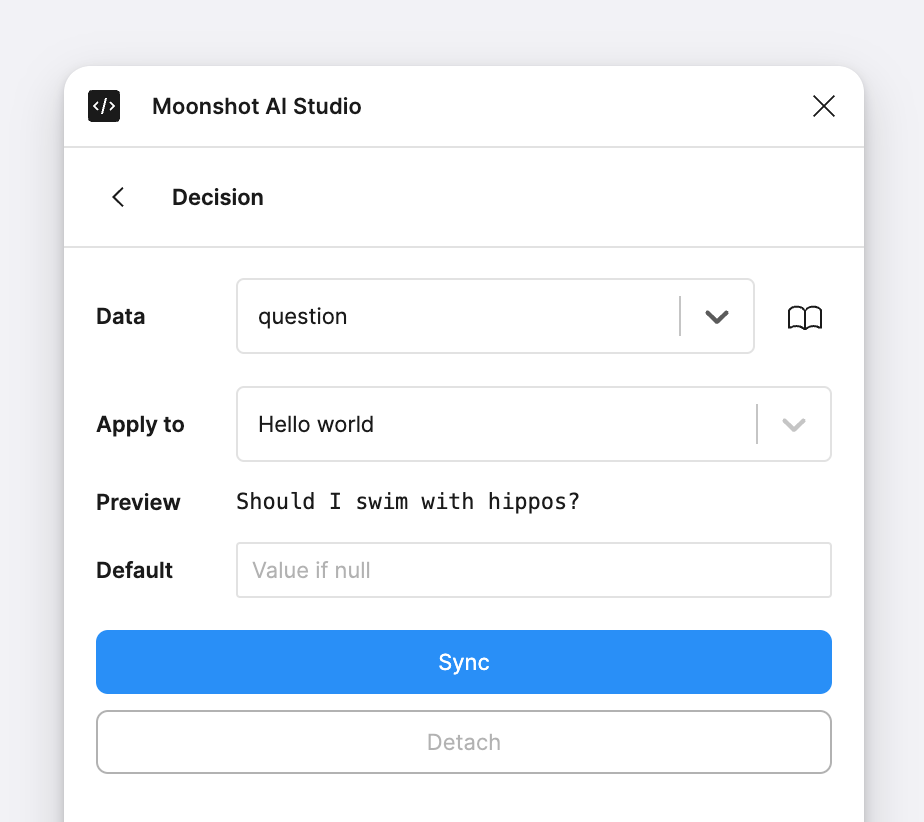 </> Moonshot AI Studio
Decision
Data question
Apply to Hello world
Preview Should I swim with hippos?
Default Value if null
Sync
Detach